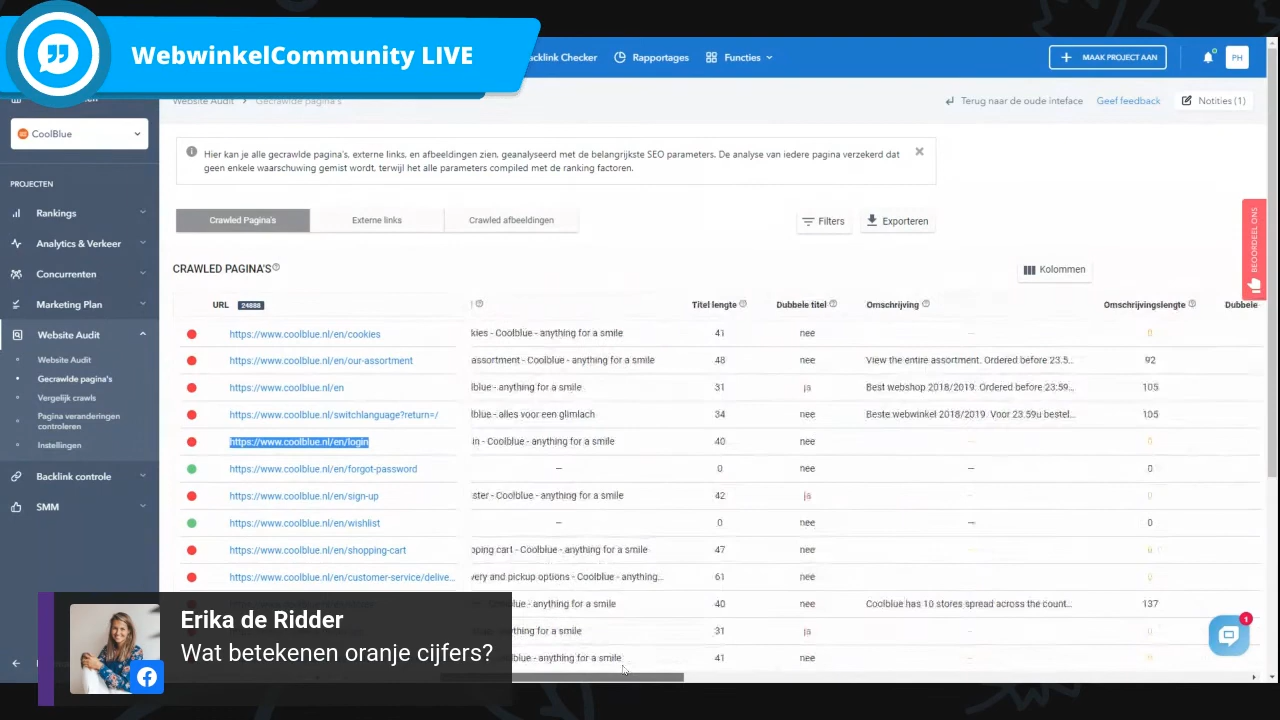 WebwinkelCommunity LIVE
cklink Checker
Rapportages
Functies
MAAK PROJECT AAN
PH
Website Audit > Gecrawlde pagina's
Terug naar de oude inteface
Geef feedback
Notities (1)
CoolBlue
Hier kan je alle gecrawlde pagina's, externe links, en afbeeldingen zien, geanalyseerd met de belangrijkste SEO parameters. De analyse van iedere pagina verzekerd dat
geen enkele waarschuwing gemist wordt, terwijl het alle parameters compiled met de ranking factoren.
PROJECTEN
Rankings
Analytics & Verkeer
Concurrenten
Marketing Plan
Website Audit
Website Audit
Gecrawlde pagina's
Vergelijk crawls
Pagina veranderingen
controleren
Instellingen
Backlink controle
SMM
Crawled Pagina's
Externe links
Crawled afbeeldingen
Filters
Exporteren
BEOORDEEL ONS
CRAWLED PAGINA'S
Kolommen
URL 24888 Titel lengte Dubbele titel Omschrijving Omschrijvingslengte Dubbele
https://www.coolblue.nl/en/cookies kies - Coolblue - anything for a smile 41 nee — 0
https://www.coolblue.nl/en/our-assortment assortment - Coolblue - anything for a smile 48 nee View the entire assortment. Ordered before 23.5... 92
https://www.coolblue.nl/en lblue - anything for a smile 31 ja Best webshop 2018/2019. Ordered before 23:59... 105
https://www.coolblue.nl/switchlanguage?return=/ lblue - alles voor een glimlach 34 nee Beste webwinkel 2018/2019. Voor 23.59u bestel... 105
https://www.coolblue.nl/en/login in - Coolblue - anything for a smile 40 nee — 0
https://www.coolblue.nl/en/forgot-password — 0 nee — 0
https://www.coolblue.nl/en/sign-up ster - Coolblue - anything for a smile 42 ja — 0
https://www.coolblue.nl/en/wishlist — 0 nee — 0
https://www.coolblue.nl/en/shopping-cart pping cart - Coolblue - anything for a smile 47 nee — 0
https://www.coolblue.nl/en/customer-service/delive... very and pickup options - Coolblue - anything... 61 nee — 0
lblue - anything for a smile 40 nee Coolblue has 10 stores spread across the count... 137
anything for a smile 31 ja — 0
lblue - anything for a smile 41 nee — 0
1
Erika de Ridder
Wat betekenen oranje cijfers?